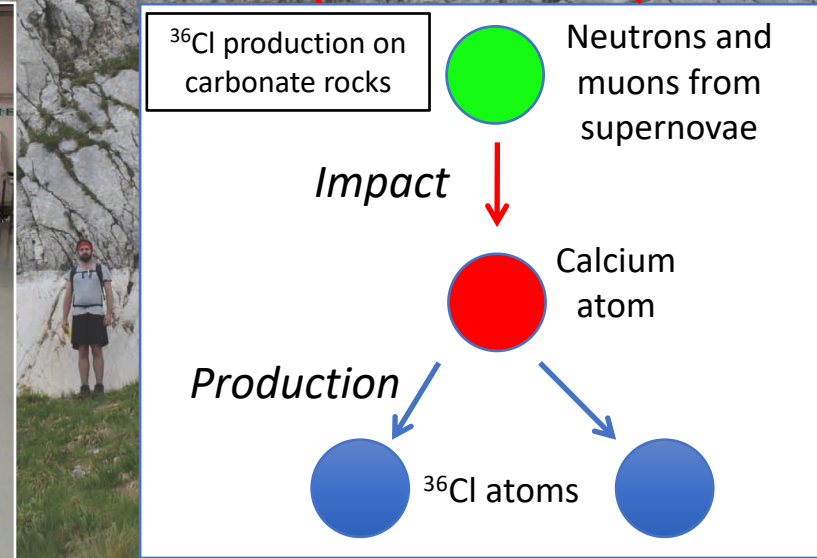 ³⁶Cl production on
carbonate rocks
Neutrons and
muons from
supernovae
Impact
Calcium
atom
Production
³⁶Cl atoms